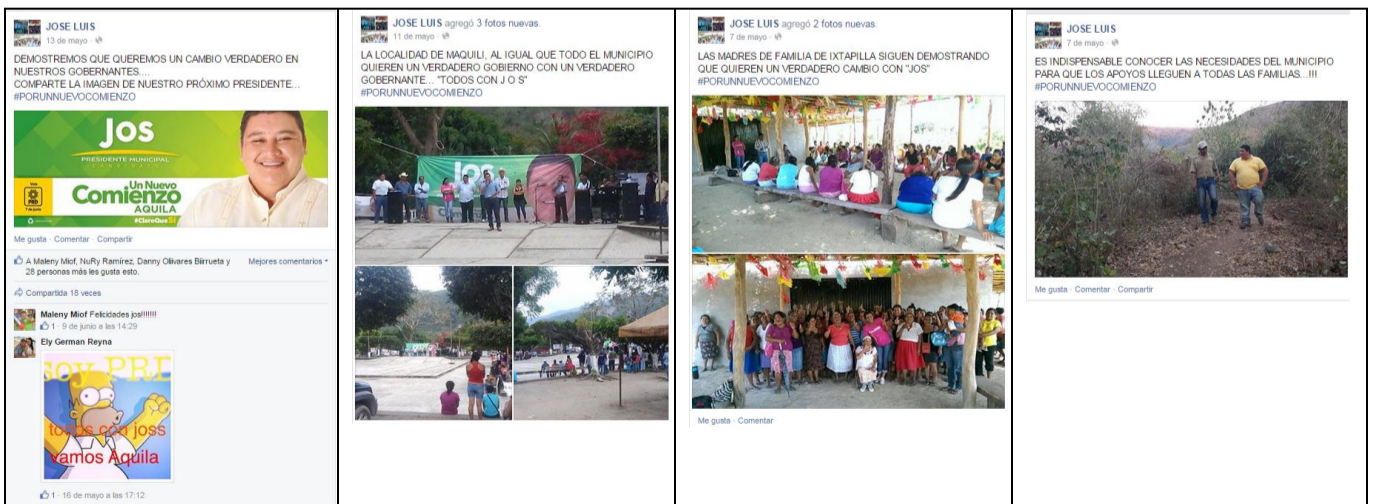 JOSE LUIS
13 de mayo ·
DEMOSTREMOS QUE QUEREMOS UN CAMBIO VERDADERO EN
NUESTROS GOBERNANTES....
COMPARTE LA IMAGEN DE NUESTRO PRÓXIMO PRESIDENTE...
#PORUNNUEVOCOMIENZO
Jos
PRESIDENTE MUNICIPAL
CANDIDATO
PRD
7 de junio
Un Nuevo
Comienzo
AQUILA
#ClaroQueSí
Me gusta · Comentar · Compartir
A Maleny Miof, NuRy Ramírez, Danny Oliivares Biirrueta y
28 personas más les gusta esto.
Mejores comentarios
Compartida 18 veces
Maleny Miof Felicidades jos!!!!!!!
1 · 9 de junio a las 14:29
Ely German Reyna
soy PRD
todos con joss
vamos Aquila
1 · 16 de mayo a las 17:12
JOSE LUIS agregó 3 fotos nuevas.
11 de mayo ·
LA LOCALIDAD DE MAQUILI, AL IGUAL QUE TODO EL MUNICIPIO
QUIEREN UN VERDADERO GOBIERNO CON UN VERDADERO
GOBERNANTE... "TODOS CON J O S"
#PORUNNUEVOCOMIENZO
Jos
JOSE LUIS agregó 2 fotos nuevas.
7 de mayo ·
LAS MADRES DE FAMILIA DE IXTAPILLA SIGUEN DEMOSTRANDO
QUE QUIEREN UN VERDADERO CAMBIO CON "JOS"
#PORUNNUEVOCOMIENZO
Me gusta · Comentar
JOSE LUIS
7 de mayo ·
ES INDISPENSABLE CONOCER LAS NECESIDADES DEL MUNICIPIO
PARA QUE LOS APOYOS LLEGUEN A TODAS LAS FAMILIAS...!!!
#PORUNNUEVOCOMIENZO
Me gusta · Comentar · Compartir